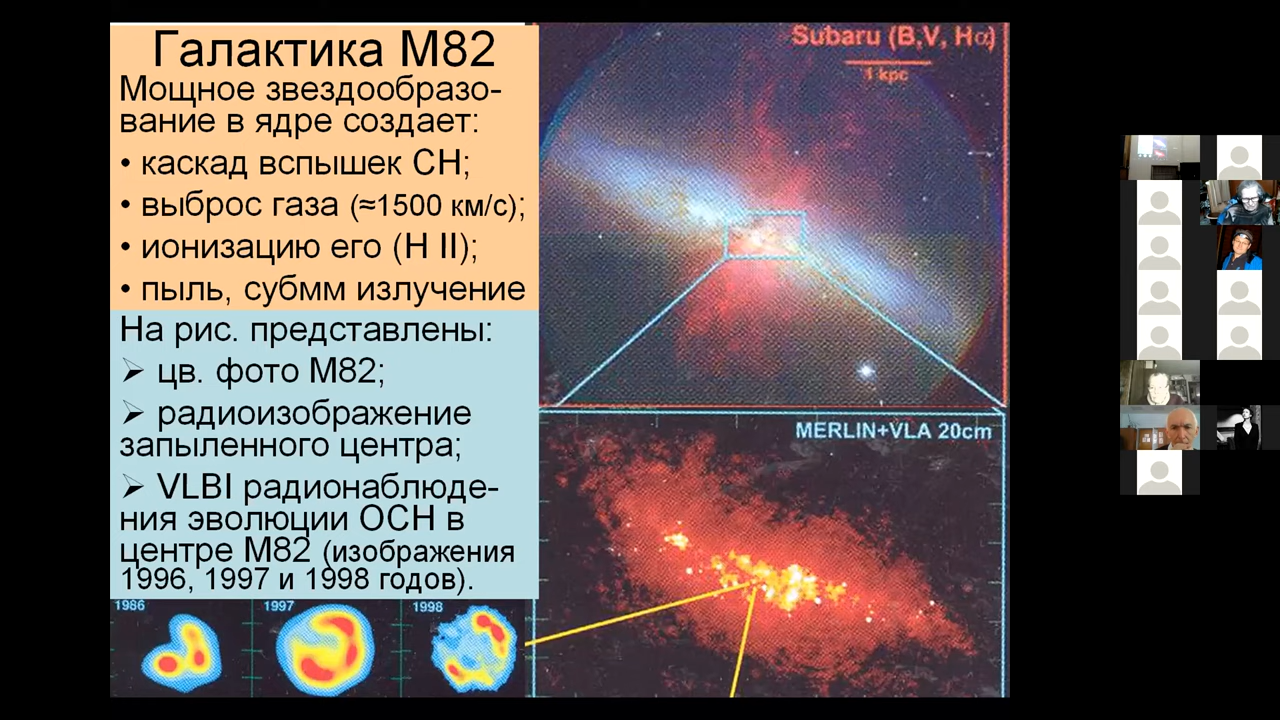 Галактика М82
Мощное звездообразо-
вание в ядре создает:
• каскад вспышек СН;
• выброс газа (≈1500 км/с);
• ионизацию его (Н II);
• пыль, субмм излучение
На рис. представлены:
➢ цв. фото М82;
➢ радиоизображение
запыленного центра;
➢ VLBI радионаблюде-
ния эволюции ОСН в
центре М82 (изображения
1996, 1997 и 1998 годов).
1986
1997
1998
Subaru (B,V, Hα)
1 kpc
MERLIN+VLA 20cm